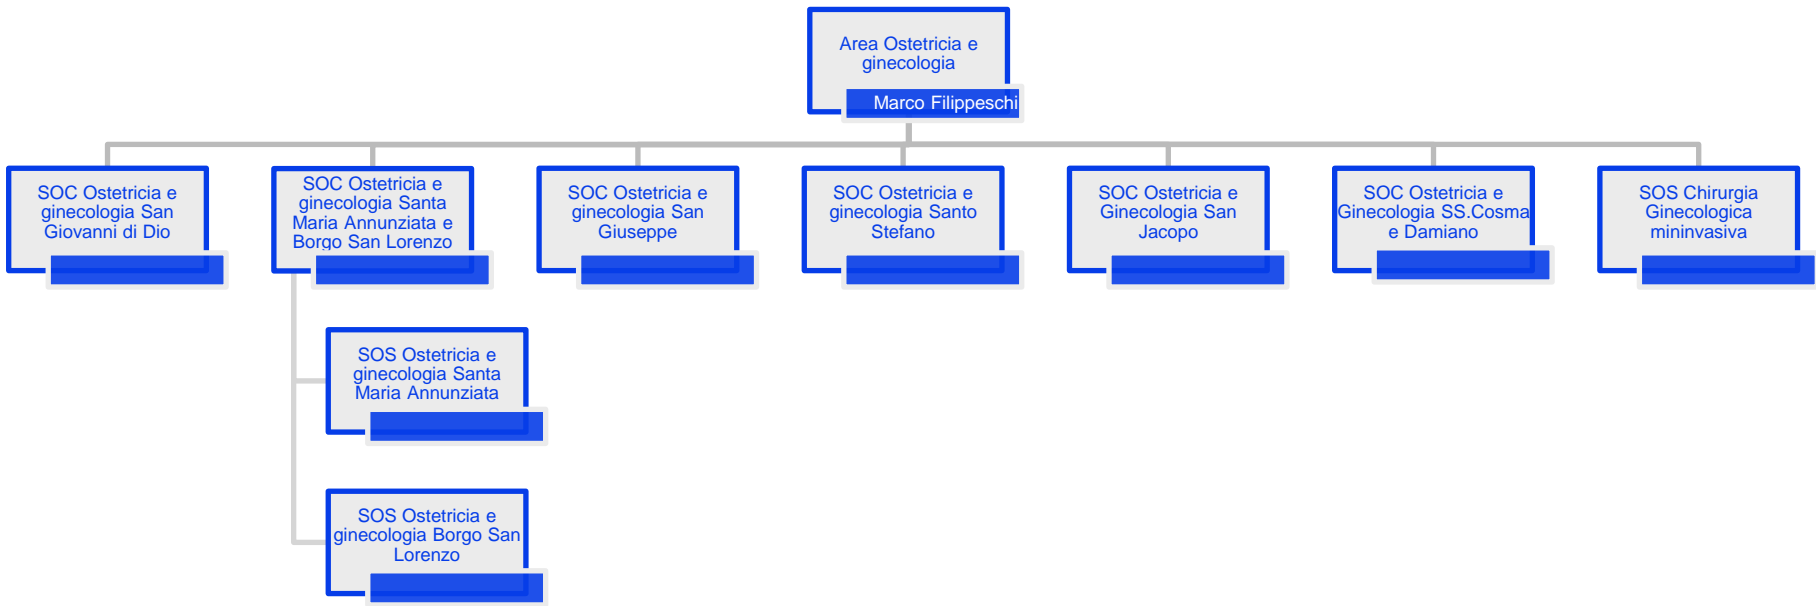 Area Ostetricia e
ginecologia
Marco Filippeschi
SOC Ostetricia e
ginecologia San
Giovanni di Dio
SOC Ostetricia e
ginecologia Santa
Maria Annunziata e
Borgo San Lorenzo
SOC Ostetricia e
ginecologia San
Giuseppe
SOC Ostetricia e
ginecologia Santo
Stefano
SOC Ostetricia e
Ginecologia San
Jacopo
SOC Ostetricia e
Ginecologia SS.Cosma
e Damiano
SOS Chirurgia
Ginecologica
mininvasiva
SOS Ostetricia e
ginecologia Santa
Maria Annunziata
SOS Ostetricia e
ginecologia Borgo San
Lorenzo